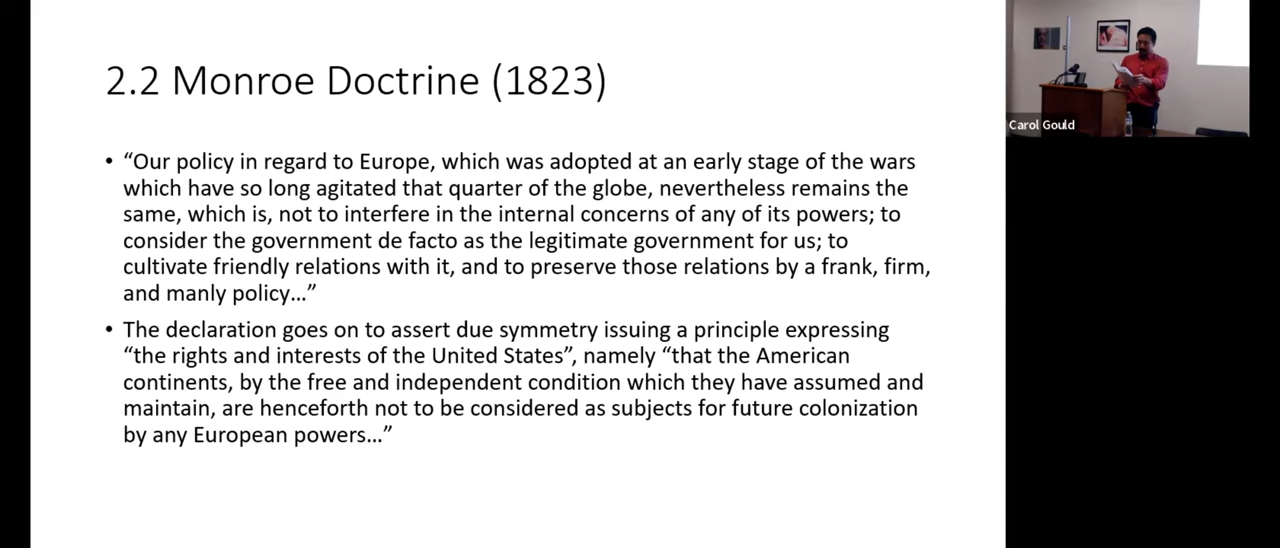 2.2 Monroe Doctrine (1823)
• “Our policy in regard to Europe, which was adopted at an early stage of the wars
which have so long agitated that quarter of the globe, nevertheless remains the
same, which is, not to interfere in the internal concerns of any of its powers; to
consider the government de facto as the legitimate government for us; to
cultivate friendly relations with it, and to preserve those relations by a frank, firm,
and manly policy…”
• The declaration goes on to assert due symmetry issuing a principle expressing
“the rights and interests of the United States”, namely “that the American
continents, by the free and independent condition which they have assumed and
maintain, are henceforth not to be considered as subjects for future colonization
by any European powers…”
Carol Gould